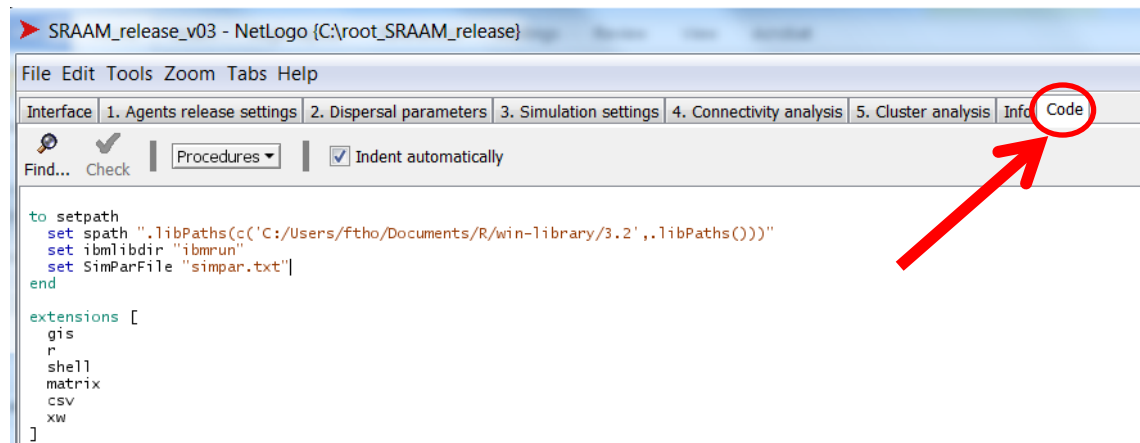 SRAAM_release_v03 - NetLogo {C:\root_SRAAM_release}
File Edit Tools Zoom Tabs Help
Interface 1. Agents release settings 2. Dispersal parameters 3. Simulation settings 4. Connectivity analysis 5. Cluster analysis Info Code
Find... Check Procedures Indent automatically
to setpath
set spath ".libPaths(c('C:/Users/ftho/Documents/R/win-library/3.2',.libPaths()))"
set ibmlibdir "ibmrun"
set SimParFile "simpar.txt"
end
extensions [
gis
r
shell
matrix
csv
xw
]